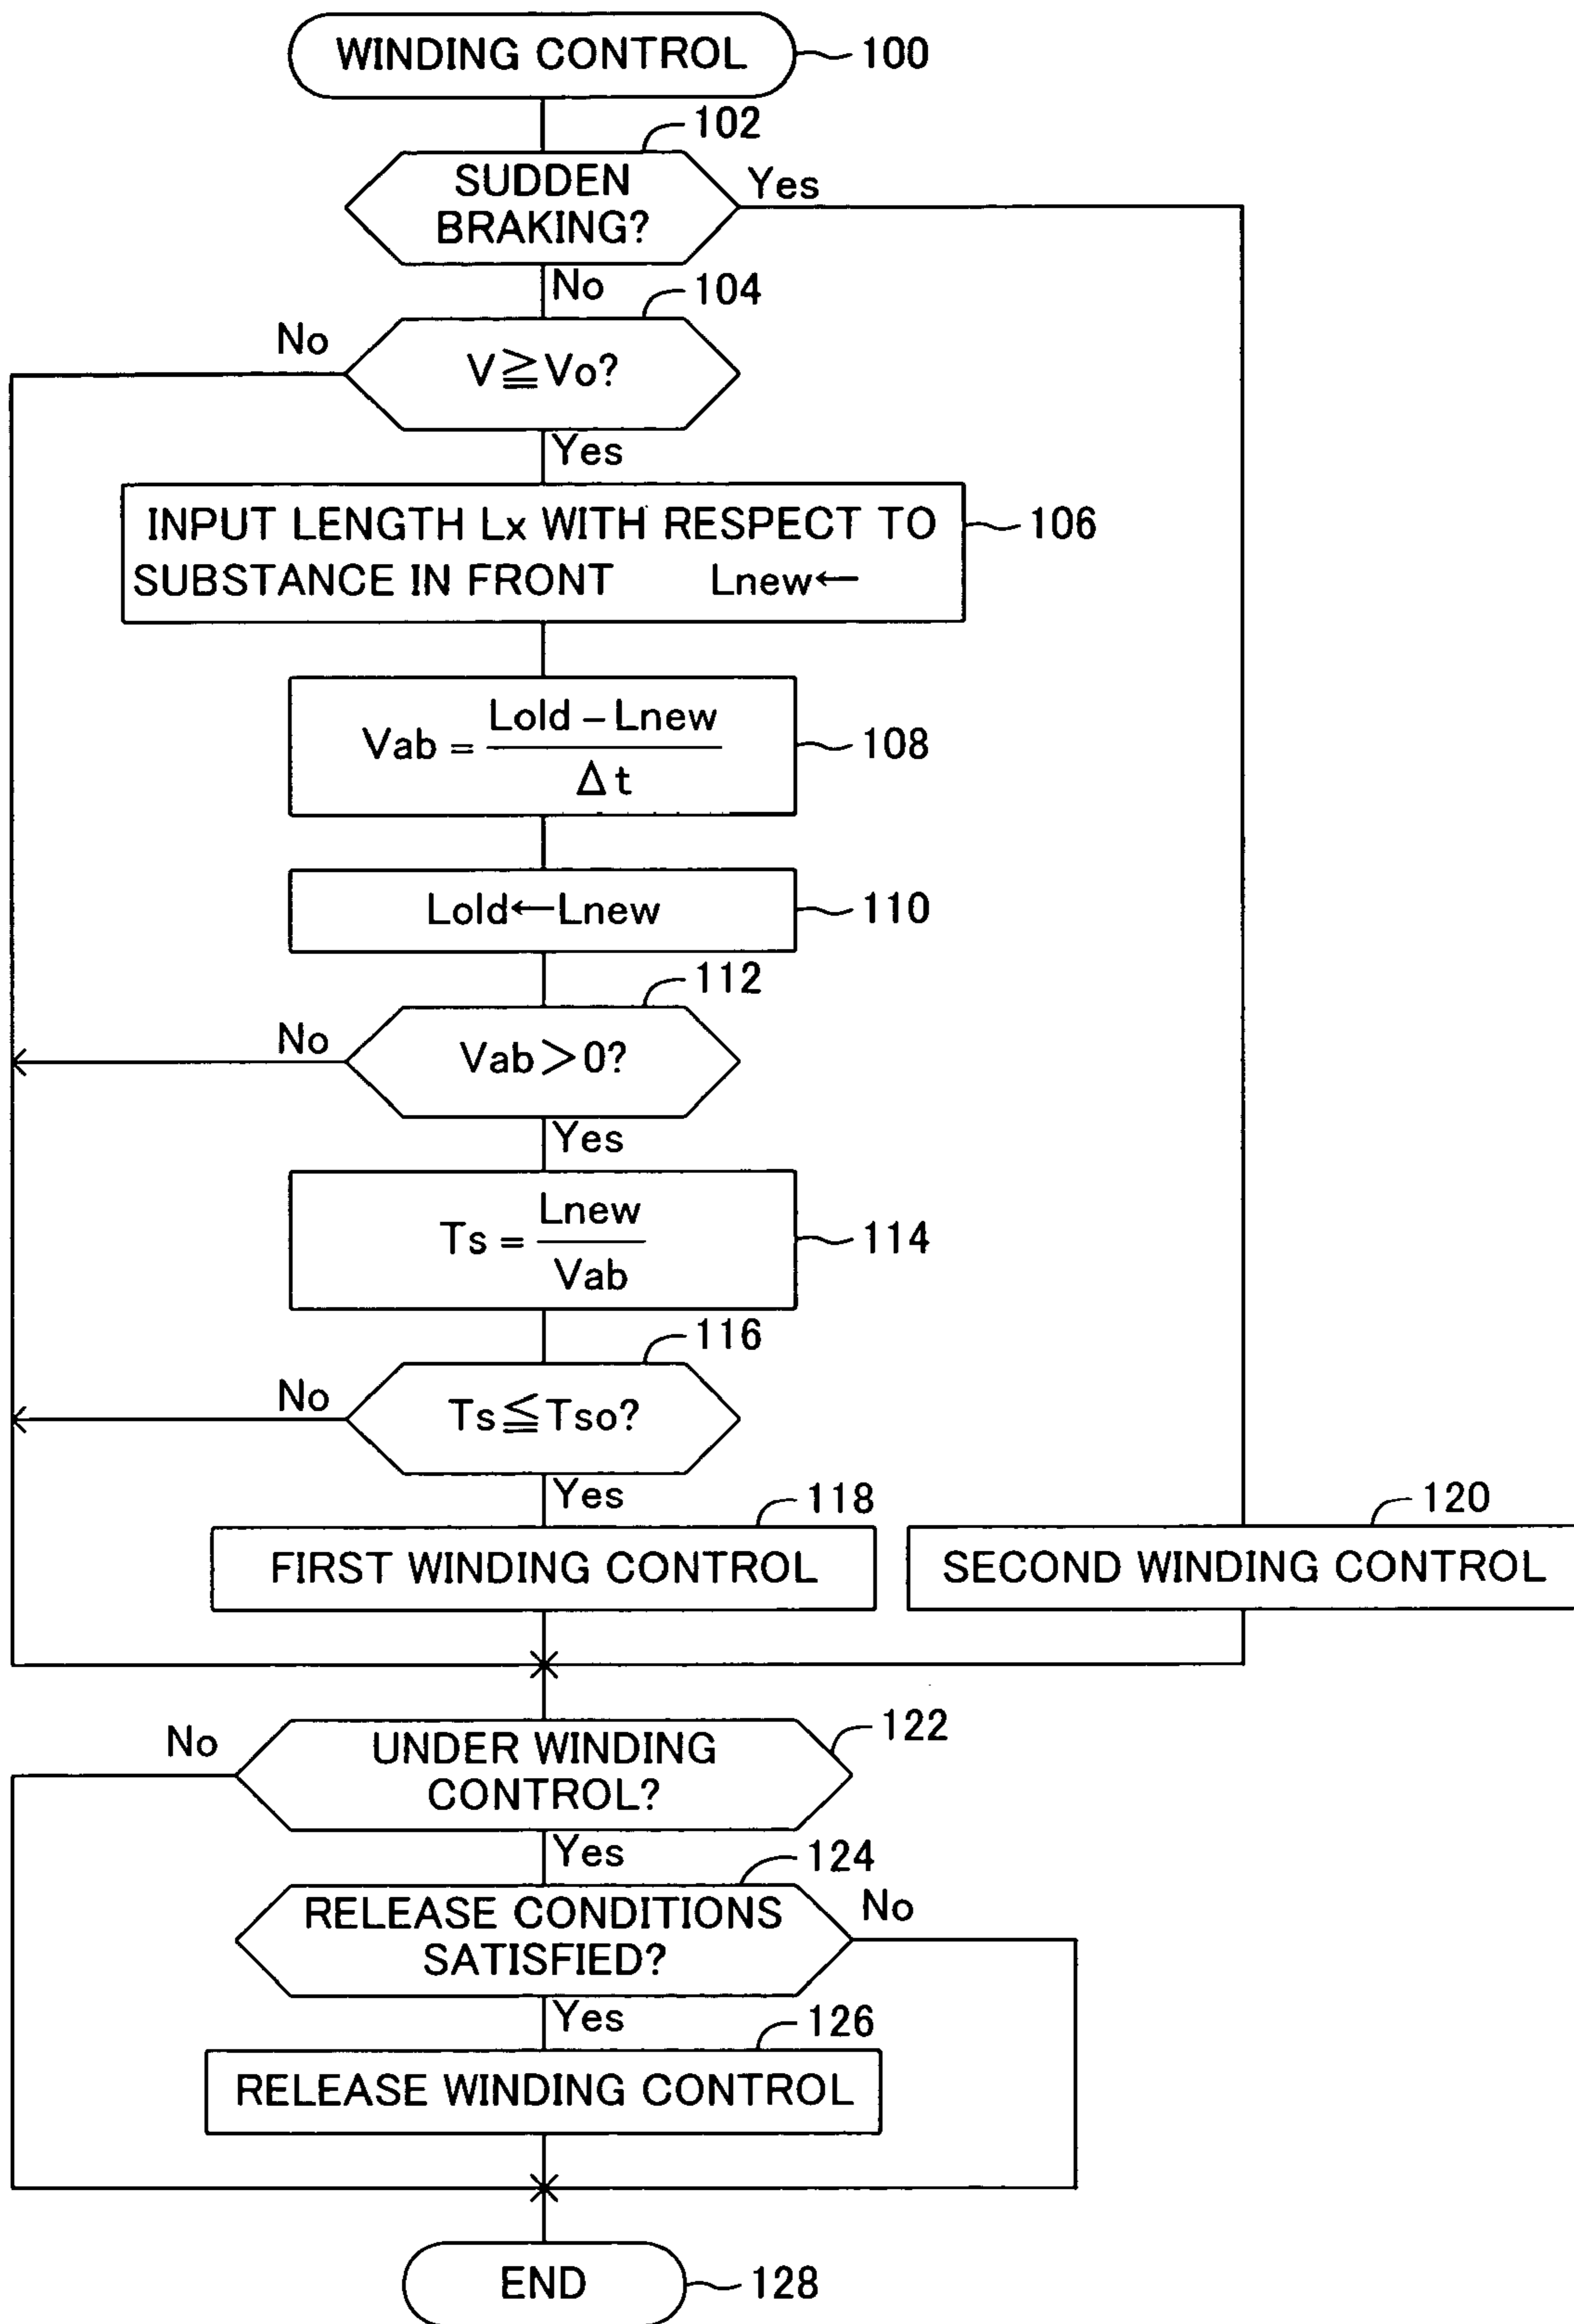 WINDING CONTROL
100
102
SUDDEN
BRAKING?
Yes
No
104
No
V≧Vo?
Yes
INPUT LENGTH Lx WITH RESPECT TO
SUBSTANCE IN FRONT Lnew←
106
Vab = (Lold − Lnew) / Δt
108
Lold←Lnew
110
112
No
Vab>0?
Yes
Ts = Lnew / Vab
114
116
No
Ts≦Tso?
Yes
118
FIRST WINDING CONTROL
120
SECOND WINDING CONTROL
122
No
UNDER WINDING
CONTROL?
Yes
124
RELEASE CONDITIONS
SATISFIED?
No
Yes
126
RELEASE WINDING CONTROL
END
128